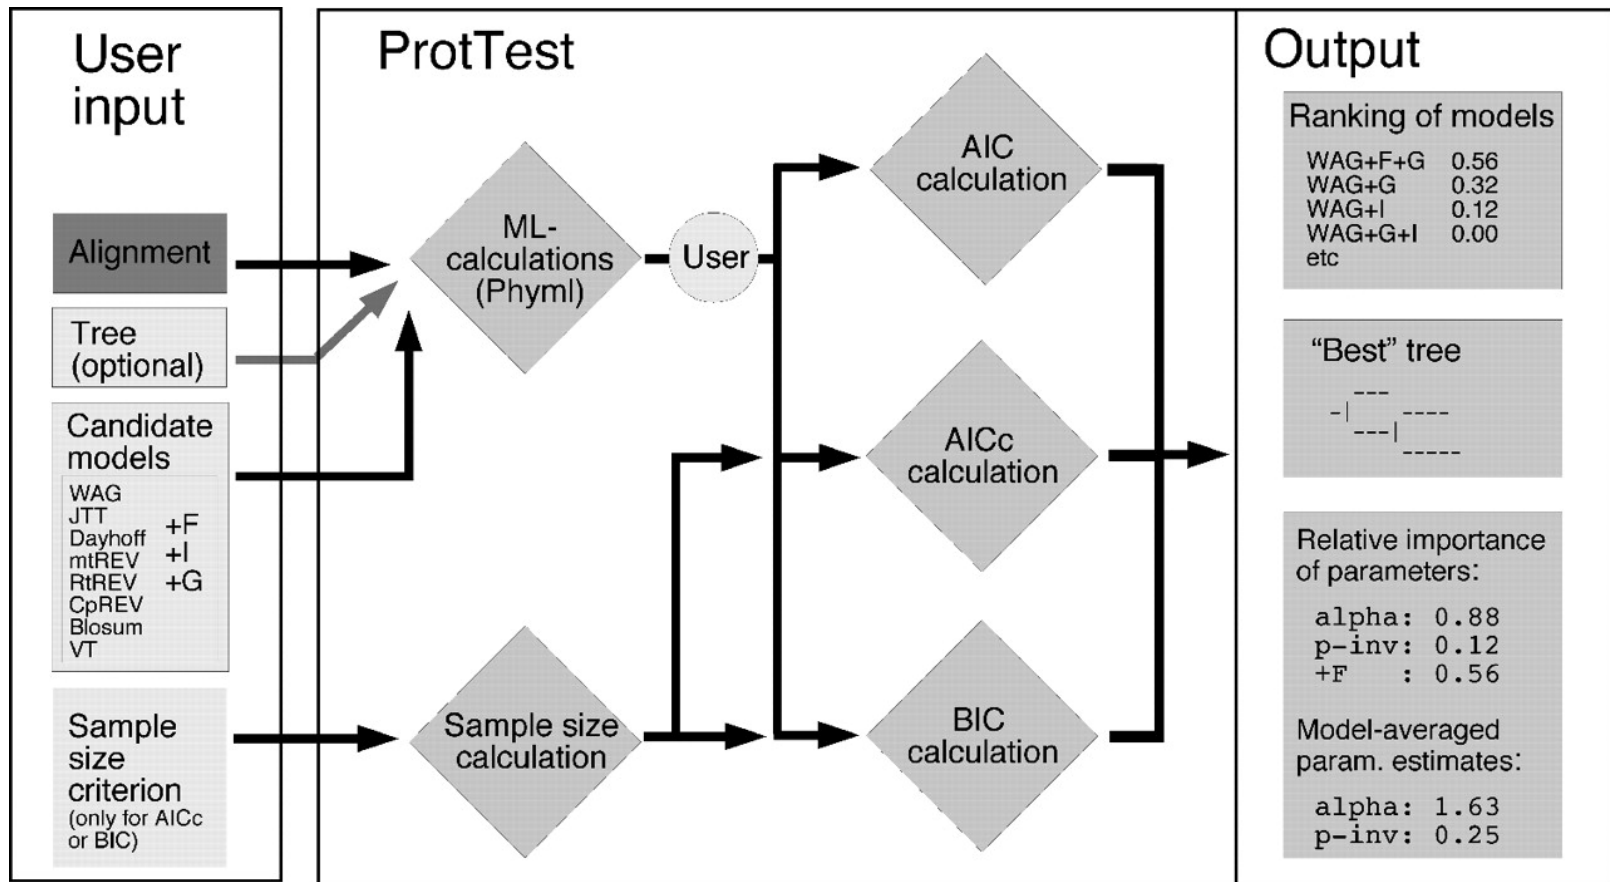 User
input
Alignment
Tree
(optional)
Candidate
models
WAG
JTT
Dayhoff
mtREV
RtREV
CpREV
Blosum
VT
+F
+I
+G
Sample
size
criterion
(only for AICc
or BIC)
ProtTest
ML-
calculations
(Phyml)
User
Sample size
calculation
AIC
calculation
AICc
calculation
BIC
calculation
Output
Ranking of models
WAG+F+G 0.56
WAG+G 0.32
WAG+I 0.12
WAG+G+I 0.00
etc
“Best” tree
Relative importance
of parameters:
alpha: 0.88
p-inv: 0.12
+F : 0.56
Model-averaged
param. estimates:
alpha: 1.63
p-inv: 0.25